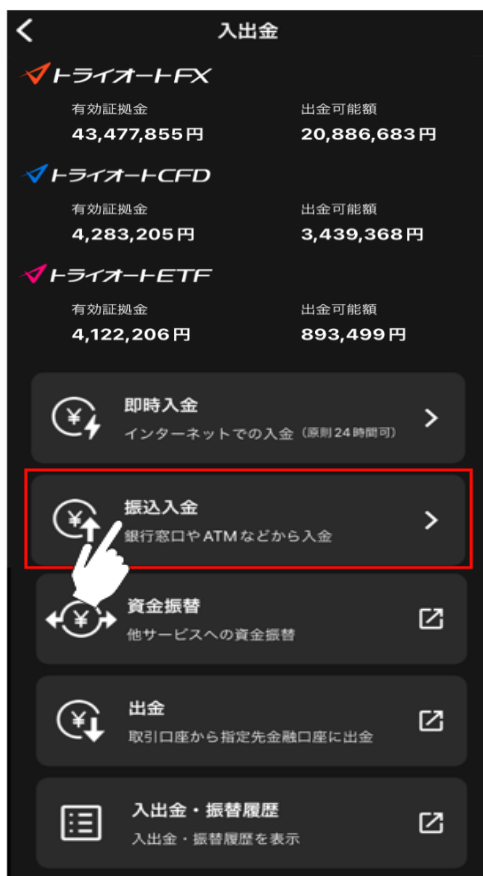 入出金
トライオートFX
有効証拠金 出金可能額
43,477,855円 20,886,683円
トライオートCFD
有効証拠金 出金可能額
4,283,205円 3,439,368円
トライオートETF
有効証拠金 出金可能額
4,122,206円 893,499円
即時入金
インターネットでの入金（原則24時間可）
振込入金
銀行窓口やATMなどから入金
資金振替
他サービスへの資金振替
出金
取引口座から指定先金融口座に出金
入出金・振替履歴
入出金・振替履歴を表示